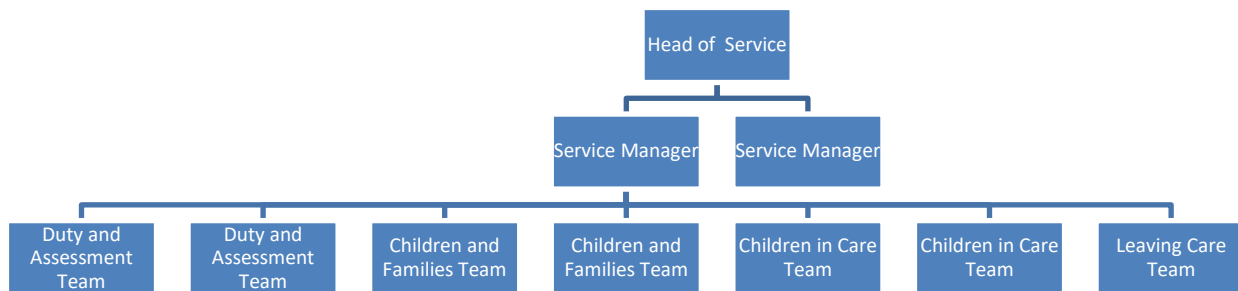 Head of Service
Service Manager
Service Manager
Duty and
Assessment
Team
Duty and
Assessment
Team
Children and
Families Team
Children and
Families Team
Children in Care
Team
Children in Care
Team
Leaving Care
Team